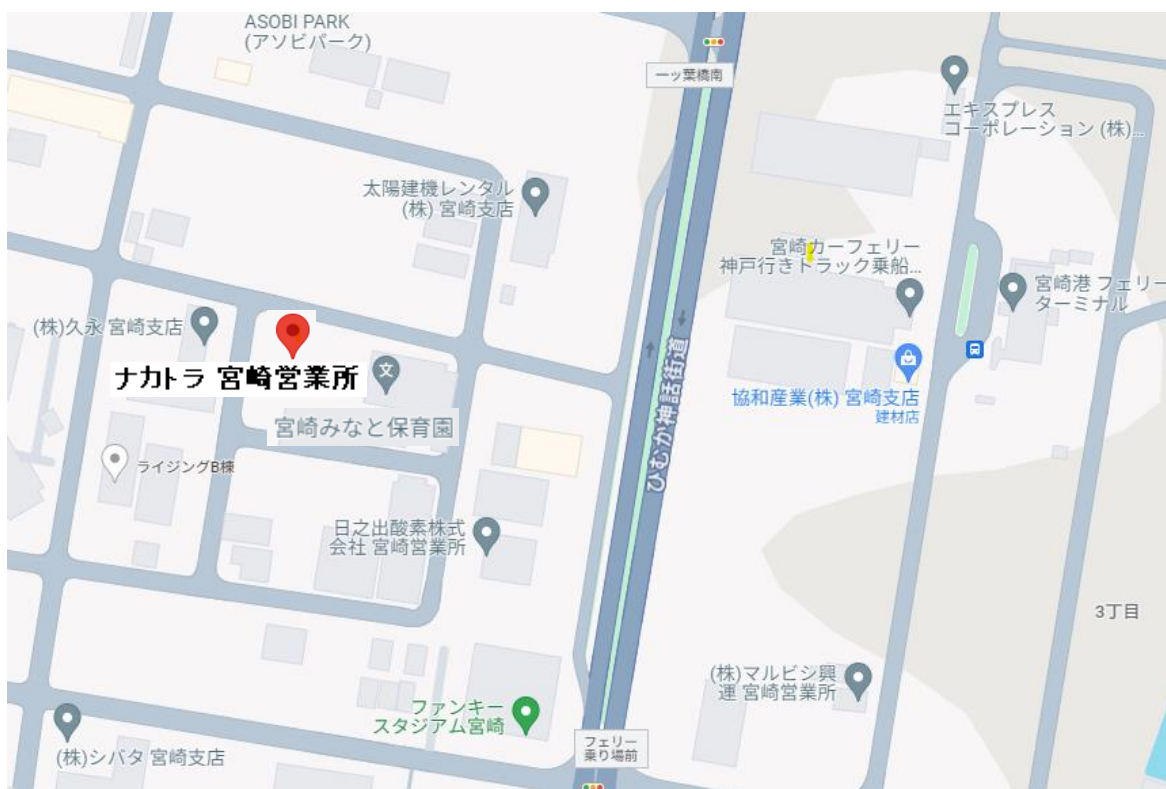 ASOBI PARK
(アソビパーク)
一ッ葉橋南
エキスプレス
コーポレーション (株)...
太陽建機レンタル
(株) 宮崎支店
宮崎カーフェリー
神戸行きトラック乗船...
宮崎港 フェリー
ターミナル
(株)久永 宮崎支店
ナカトラ 宮崎営業所
文
宮崎みなと保育園
ひむか神話街道
協和産業(株) 宮崎支店
建材店
ライジングB棟
日之出酸素株式
会社 宮崎営業所
3丁目
(株)マルビシ興
運 宮崎営業所
ファンキー
スタジアム宮崎
フェリー
乗り場前
(株)シバタ 宮崎支店